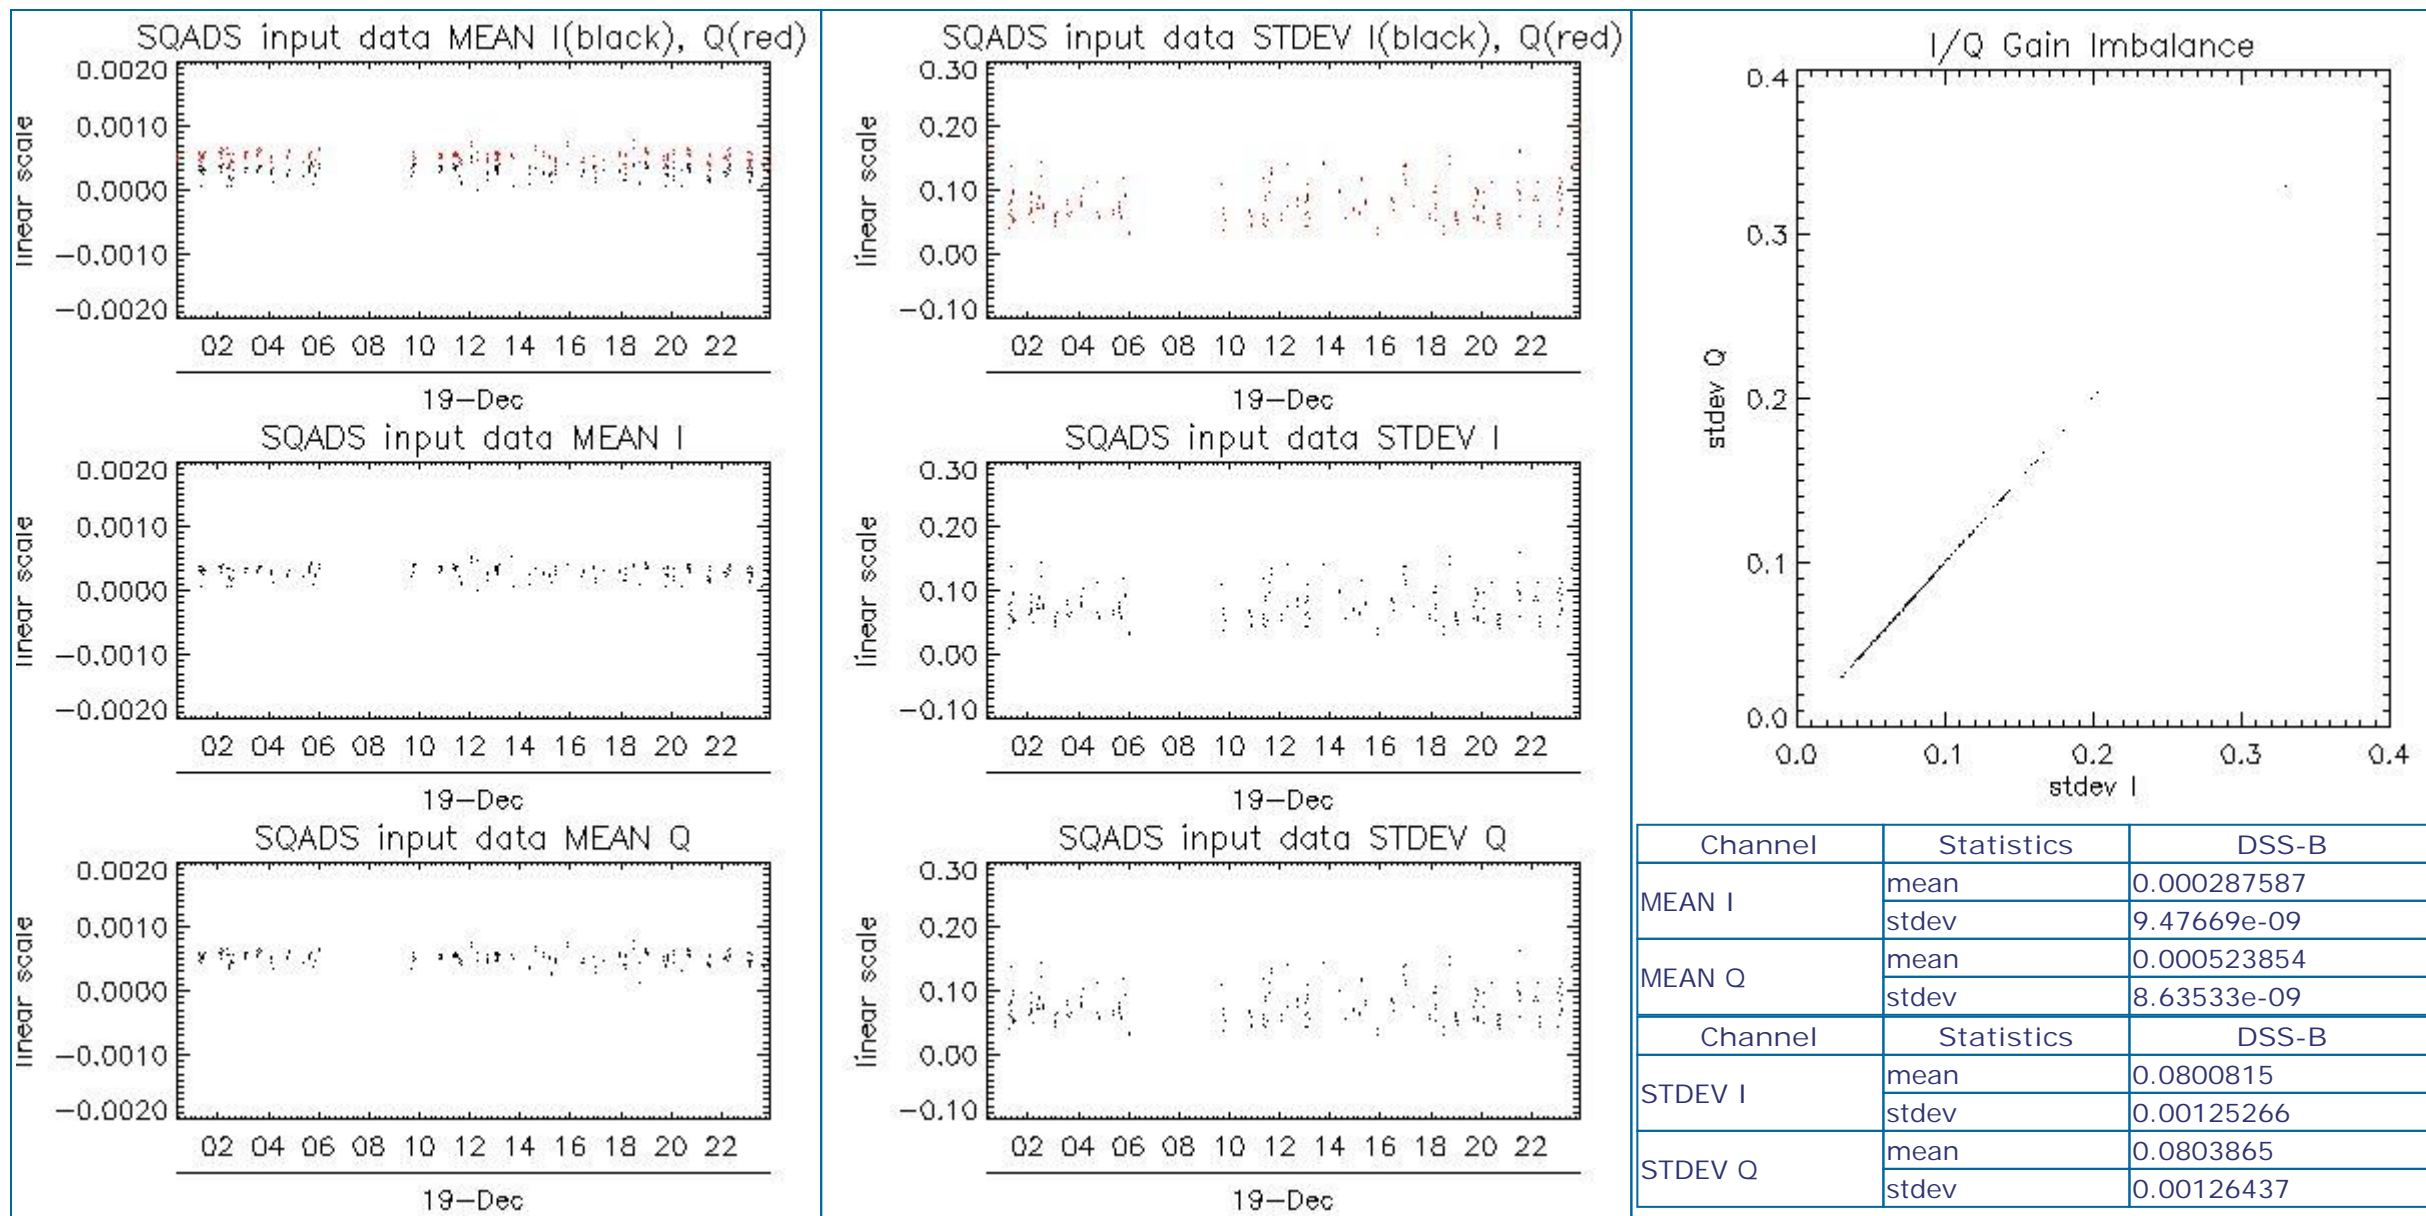 SQADS input data MEAN I(black), Q(red)
0.0020
0.0010
0.0000
−0.0010
−0.0020
linear scale
02 04 06 08 10 12 14 16 18 20 22
19−Dec
SQADS input data MEAN I
0.0020
0.0010
0.0000
−0.0010
−0.0020
linear scale
02 04 06 08 10 12 14 16 18 20 22
19−Dec
SQADS input data MEAN Q
0.0020
0.0010
0.0000
−0.0010
−0.0020
linear scale
02 04 06 08 10 12 14 16 18 20 22
19−Dec
SQADS input data STDEV I(black), Q(red)
0.30
0.20
0.10
0.00
−0.10
linear scale
02 04 06 08 10 12 14 16 18 20 22
19−Dec
SQADS input data STDEV I
0.30
0.20
0.10
0.00
−0.10
linear scale
02 04 06 08 10 12 14 16 18 20 22
19−Dec
SQADS input data STDEV Q
0.30
0.20
0.10
0.00
−0.10
linear scale
02 04 06 08 10 12 14 16 18 20 22
19−Dec
I/Q Gain Imbalance
0.4
0.3
0.2
0.1
0.0
stdev Q
0.0 0.1 0.2 0.3 0.4
stdev I
Channel Statistics DSS-B
MEAN I mean 0.000287587
stdev 9.47669e-09
MEAN Q mean 0.000523854
stdev 8.63533e-09
Channel Statistics DSS-B
STDEV I mean 0.0800815
stdev 0.00125266
STDEV Q mean 0.0803865
stdev 0.00126437